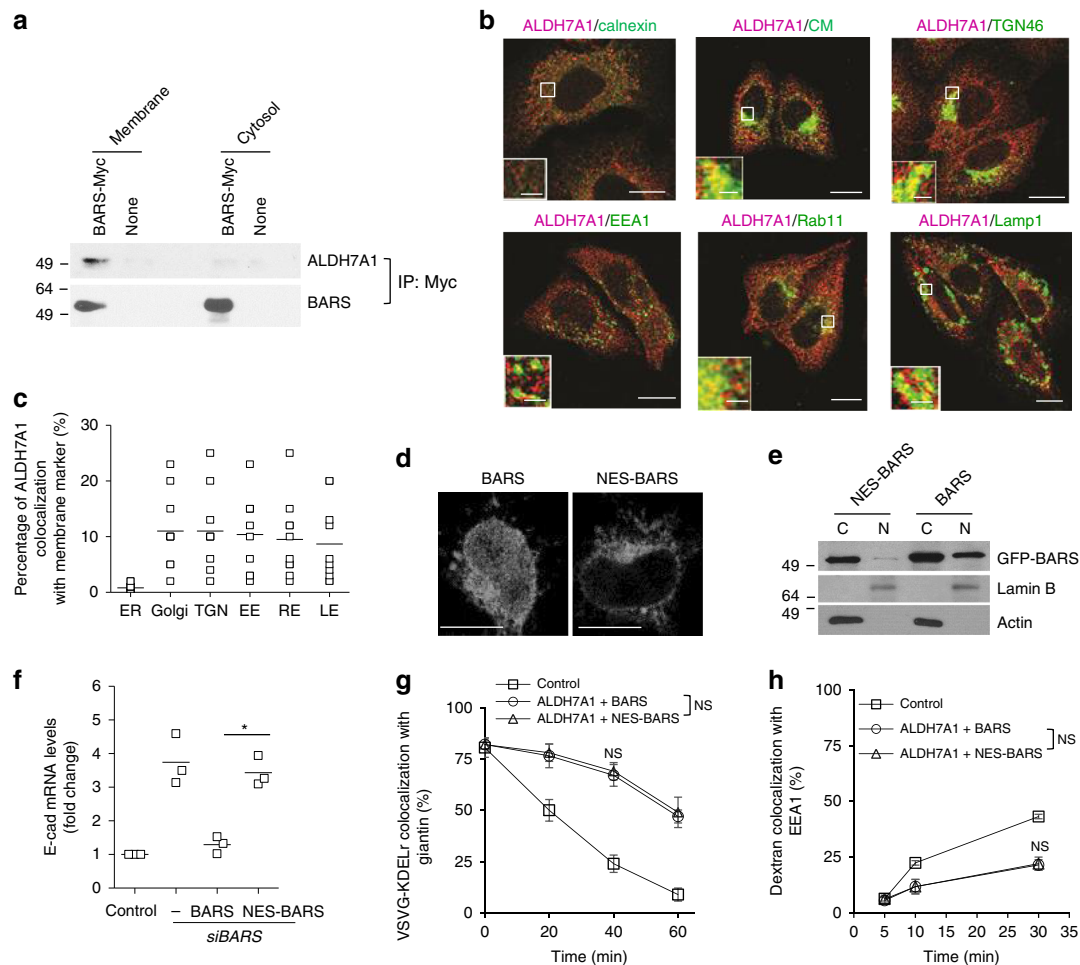 a
Membrane
Cytosol
BARS-Myc
None
BARS-Myc
None
49
ALDH7A1
64
49
BARS
IP: Myc
b
ALDH7A1/calnexin
ALDH7A1/CM
ALDH7A1/TGN46
ALDH7A1/EEA1
ALDH7A1/Rab11
ALDH7A1/Lamp1
c
Percentage of ALDH7A1
colocalization
with membrane marker (%)
30
20
10
0
ER Golgi TGN EE RE LE
d
BARS
NES-BARS
e
NES-BARS
BARS
C N C N
49
GFP-BARS
64
Lamin B
49
Actin
f
E-cad mRNA levels
(fold change)
6
5
4
3
2
1
0
*
Control – BARS NES-BARS
siBARS
g
Control
ALDH7A1 + BARS
ALDH7A1 + NES-BARS
NS
VSVG-KDELr colocalization with
giantin (%)
100
75
50
25
0
NS
0 20 40 60
Time (min)
h
Control
ALDH7A1 + BARS
ALDH7A1 + NES-BARS
NS
Dextran colocalization with
EEA1 (%)
100
75
50
25
0
NS
0 5 10 15 20 25 30 35
Time (min)